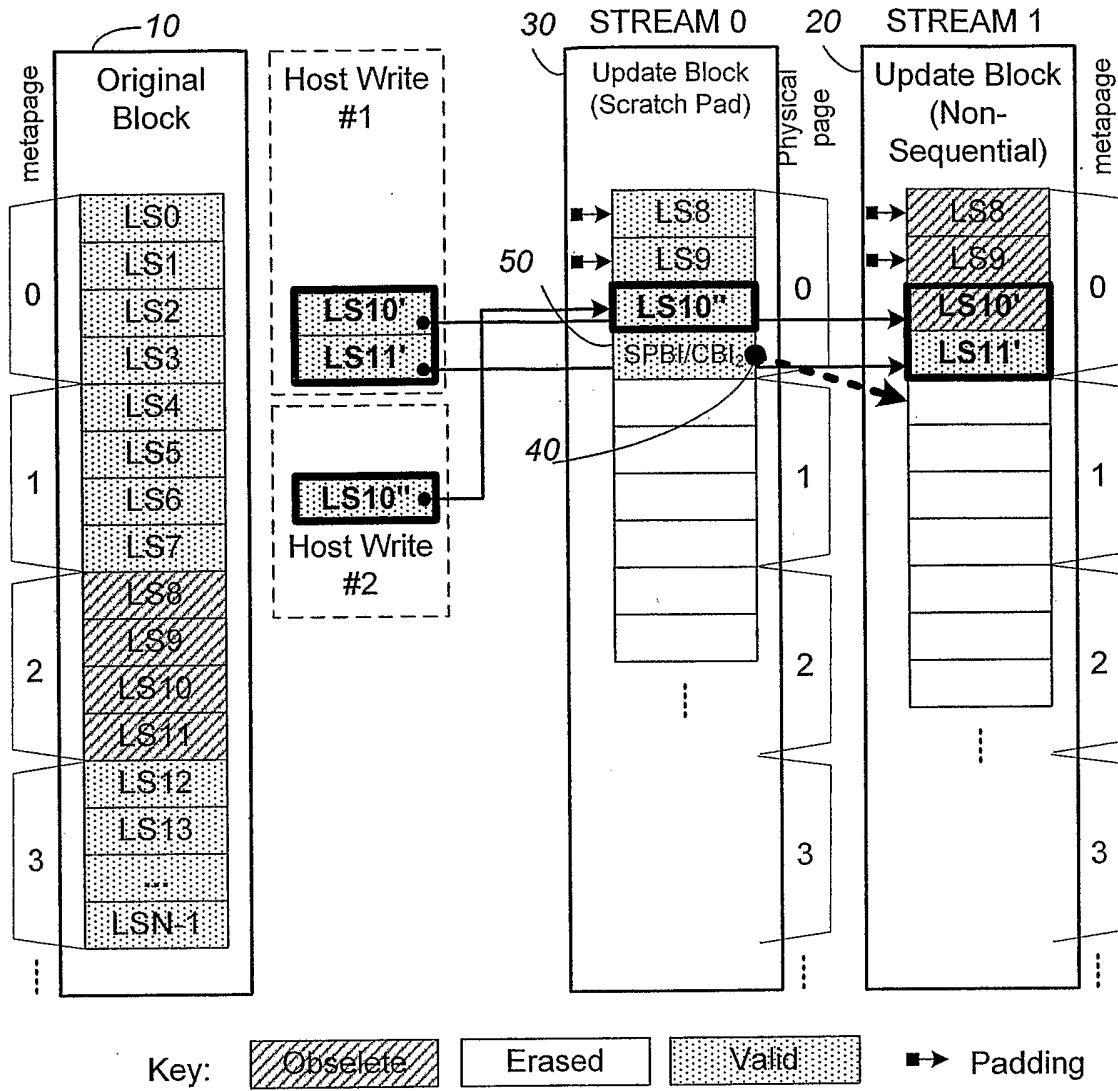 10
30
STREAM 0
20
STREAM 1
metapage
Original
Block
Host Write
#1
Update Block
(Scratch Pad)
Physical
page
Update Block
(Non-
Sequential)
metapage
0
LS0
LS1
LS2
LS3
1
LS4
LS5
LS6
LS7
2
LS8
LS9
LS10
LS11
3
LS12
LS13
...
LSN-1
LS10'
LS11'
LS10"
Host Write
#2
50
LS8
LS9
LS10"
SPBI/CBI2
40
0
1
2
3
LS8
LS9
LS10'
LS11'
0
1
2
3
Key:
Obselete
Erased
Valid
Padding